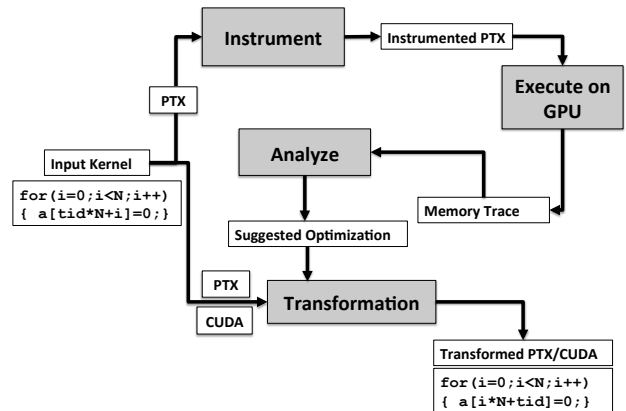 Instrument
Instrumented PTX
Execute on
GPU
PTX
Analyze
Input Kernel
for(i=0;i<N;i++)
{ a[tid*N+i]=0;}
Memory Trace
Suggested Optimization
PTX
CUDA
Transformation
Transformed PTX/CUDA
for(i=0;i<N;i++)
{ a[i*N+tid]=0;}